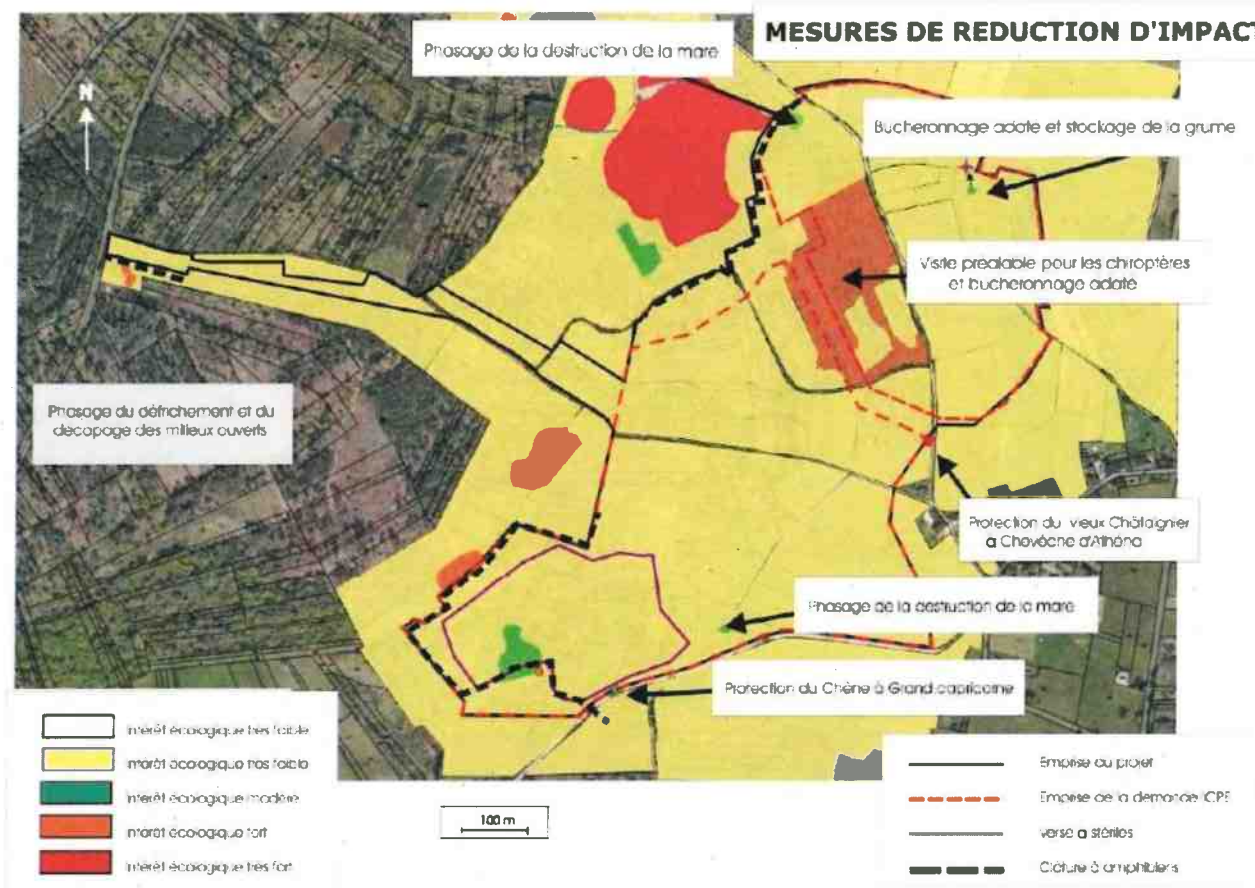 MESURES DE REDUCTION D'IMPACT
Phasage de la destruction de la mare
Bucheronnage adaté et stockage de la grume
N
Visite préalable pour les chiroptères
et bucheronnage adaté
Phasage du défrichement et du
décapage des milieux ouverts
Protection du vieux Châtaignier
à Chevêche d'Athéna
Phasage de la destruction de la mare
Protection du Chêne à Grand capricorne
Intérêt écologique très faible
Intérêt écologique très faible
Intérêt écologique modéré
Intérêt écologique fort
Intérêt écologique très fort
100 m
Emprise du projet
Emprise de la demande ICPE
Verse à stériles
Clôture à amphibiens